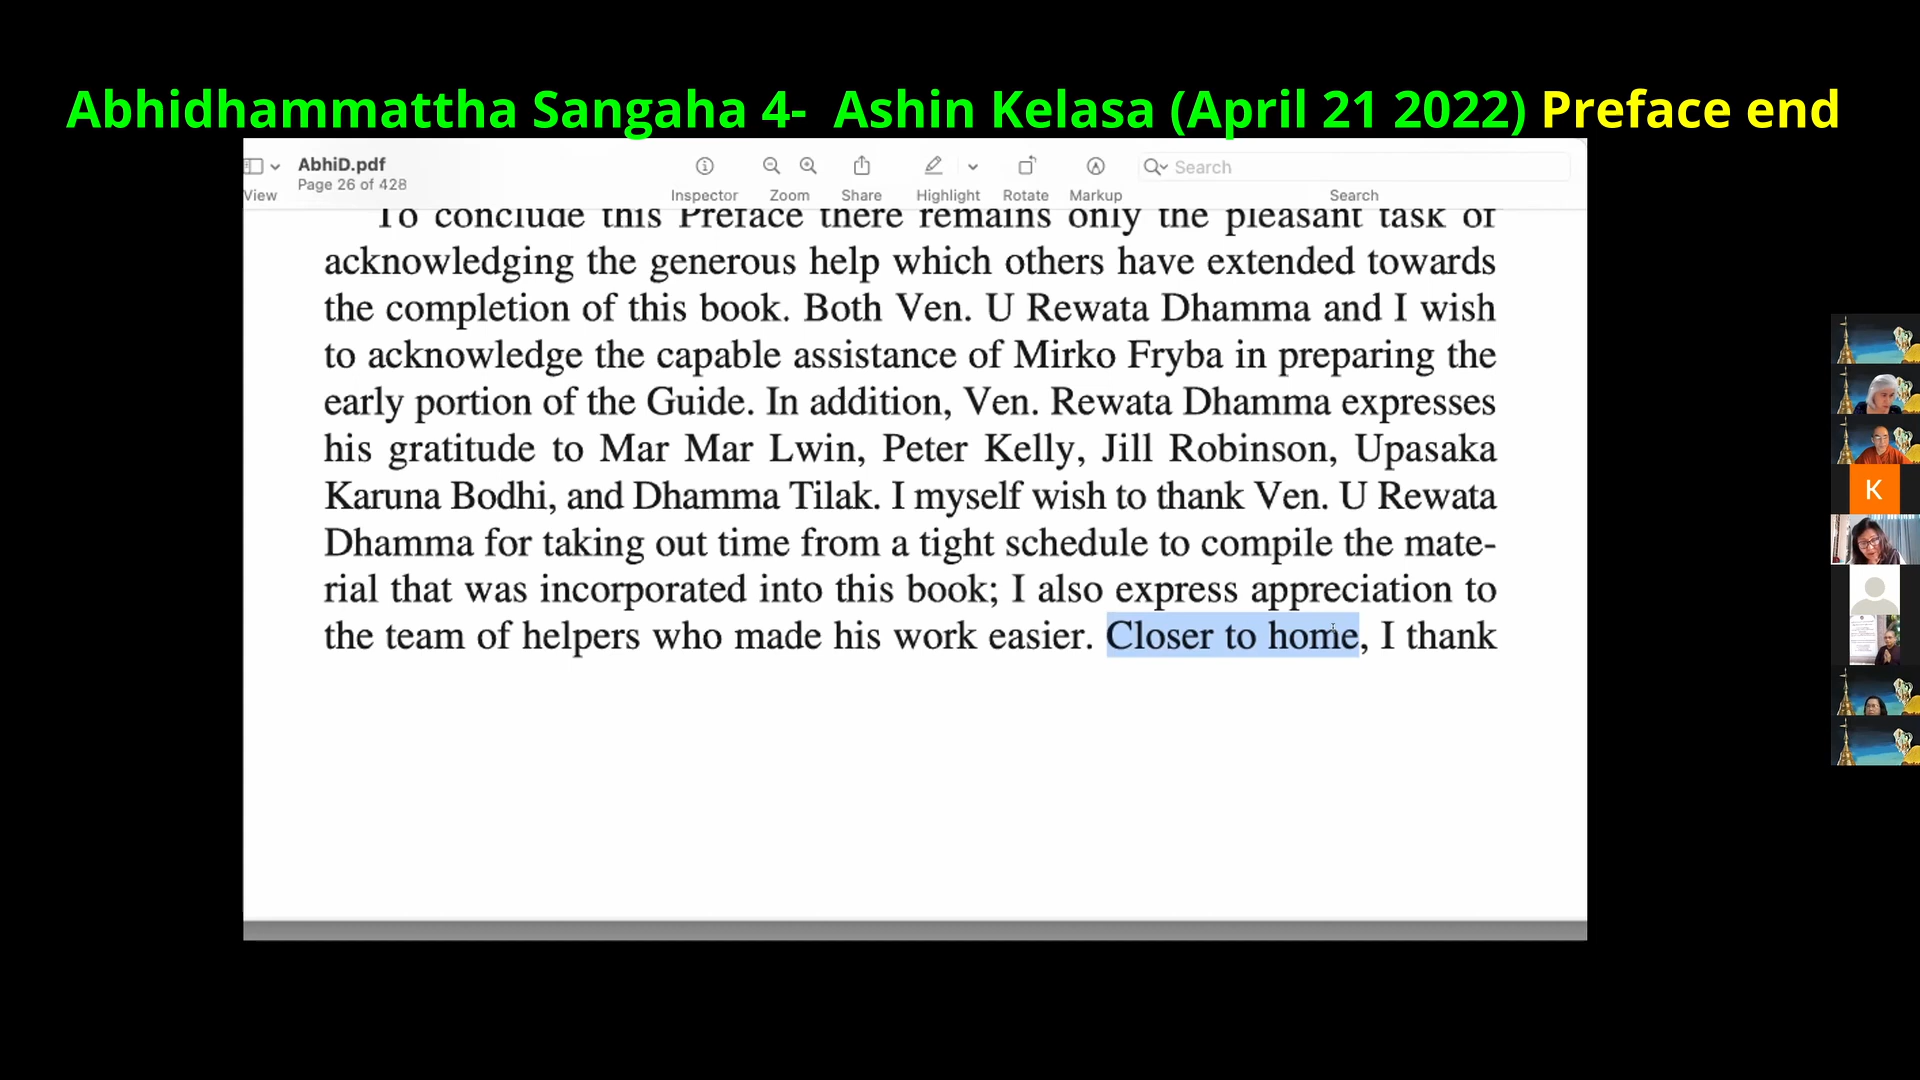 Abhidhammattha Sangaha 4- Ashin Kelasa (April 21 2022) Preface end
AbhiD.pdf
Page 26 of 428
View
Inspector
Zoom
Share
Highlight
Rotate
Markup
Search
Search
To conclude this Preface there remains only the pleasant task of
acknowledging the generous help which others have extended towards
the completion of this book. Both Ven. U Rewata Dhamma and I wish
to acknowledge the capable assistance of Mirko Fryba in preparing the
early portion of the Guide. In addition, Ven. Rewata Dhamma expresses
his gratitude to Mar Mar Lwin, Peter Kelly, Jill Robinson, Upasaka
Karuna Bodhi, and Dhamma Tilak. I myself wish to thank Ven. U Rewata
Dhamma for taking out time from a tight schedule to compile the mate-
rial that was incorporated into this book; I also express appreciation to
the team of helpers who made his work easier. Closer to home, I thank
K